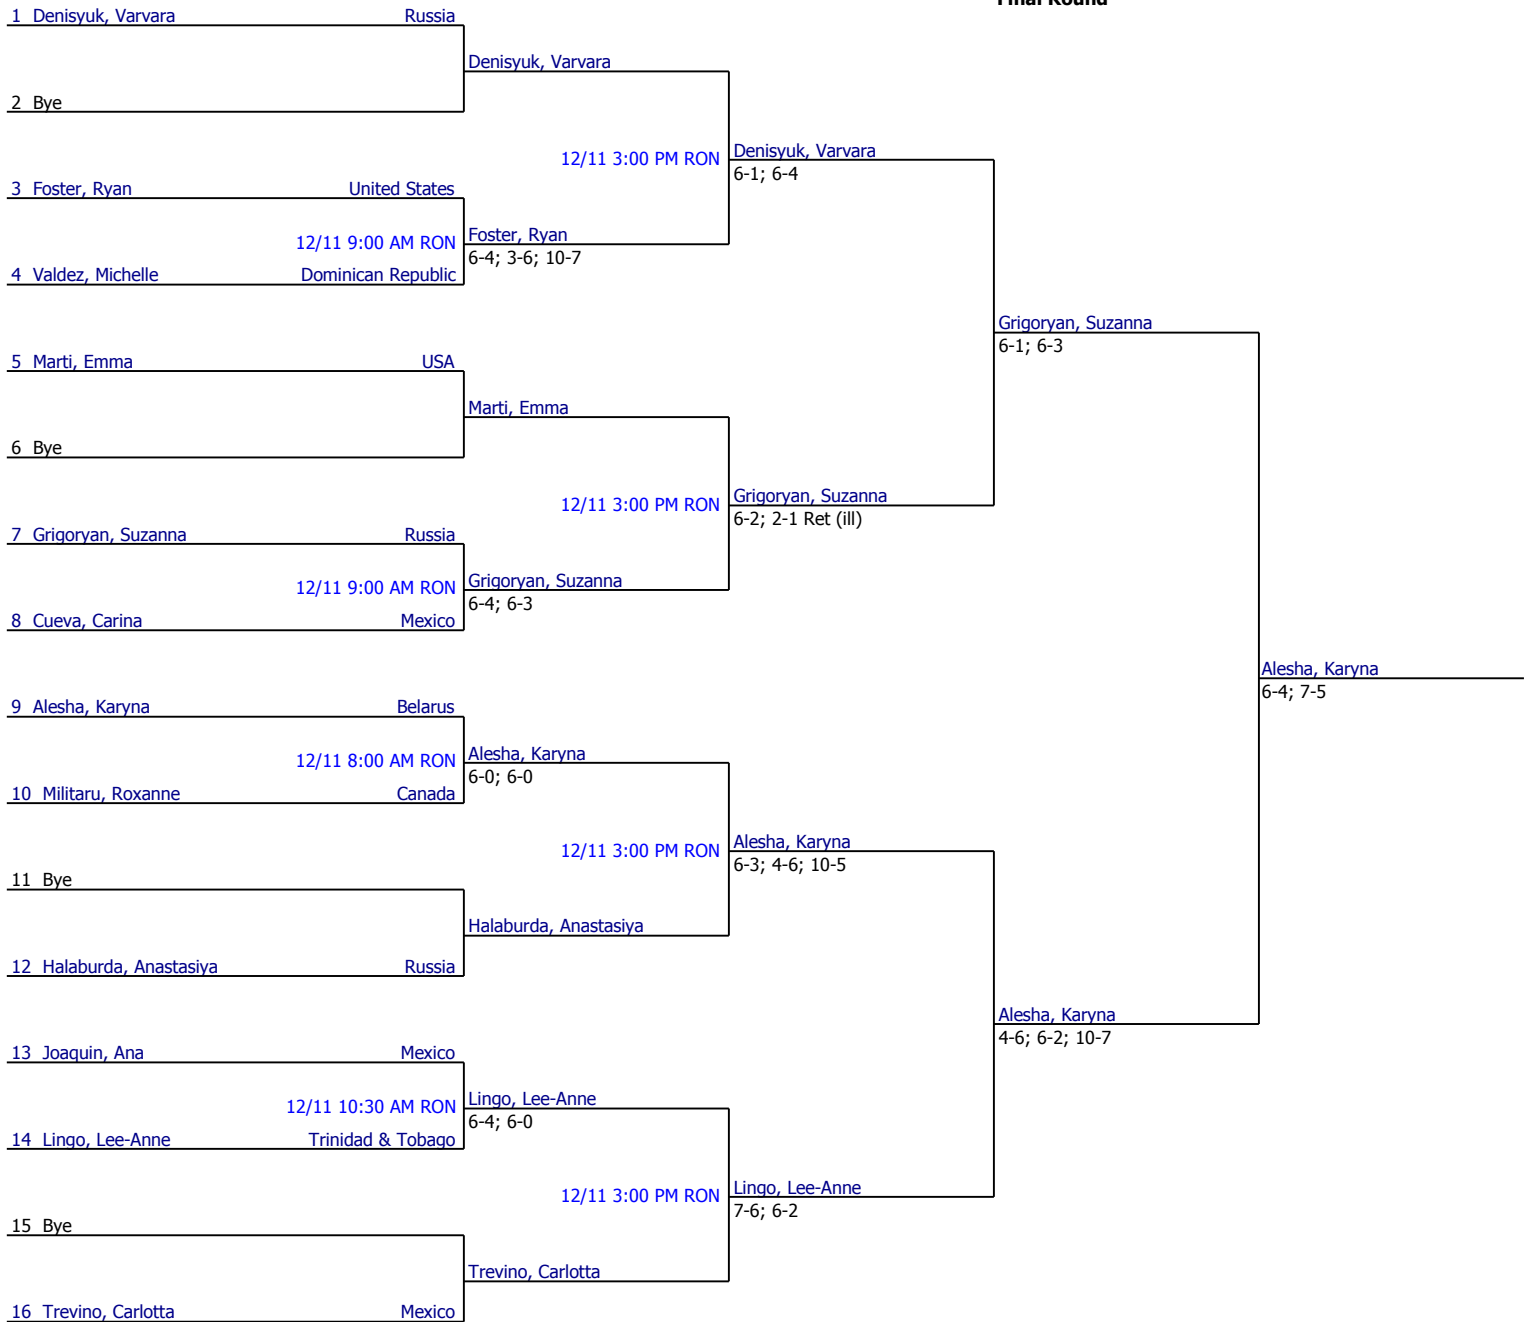 Final Round
1 Denisyuk, Varvara Russia
Denisyuk, Varvara
2 Bye
12/11 3:00 PM RON Denisyuk, Varvara
6-1; 6-4
3 Foster, Ryan United States
12/11 9:00 AM RON Foster, Ryan
6-4; 3-6; 10-7
4 Valdez, Michelle Dominican Republic
Grigoryan, Suzanna
6-1; 6-3
5 Marti, Emma USA
Marti, Emma
6 Bye
12/11 3:00 PM RON Grigoryan, Suzanna
6-2; 2-1 Ret (ill)
7 Grigoryan, Suzanna Russia
12/11 9:00 AM RON Grigoryan, Suzanna
6-4; 6-3
8 Cueva, Carina Mexico
Alesha, Karyna
6-4; 7-5
9 Alesha, Karyna Belarus
12/11 8:00 AM RON Alesha, Karyna
6-0; 6-0
10 Militaru, Roxanne Canada
12/11 3:00 PM RON Alesha, Karyna
6-3; 4-6; 10-5
11 Bye
Halaburda, Anastasiya
12 Halaburda, Anastasiya Russia
Alesha, Karyna
4-6; 6-2; 10-7
13 Joaquin, Ana Mexico
12/11 10:30 AM RON Lingo, Lee-Anne
6-4; 6-0
14 Lingo, Lee-Anne Trinidad & Tobago
12/11 3:00 PM RON Lingo, Lee-Anne
7-6; 6-2
15 Bye
Trevino, Carlotta
16 Trevino, Carlotta Mexico